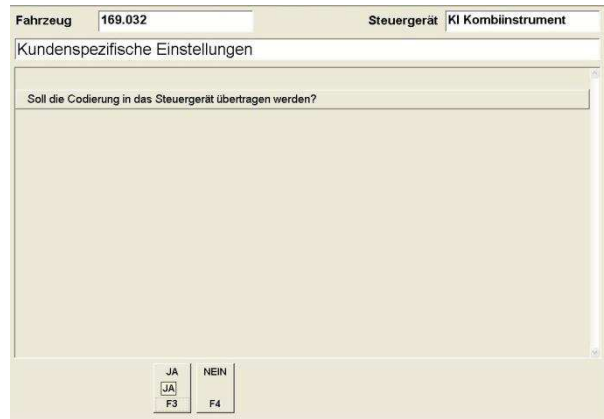 Fahrzeug 169.032 Steuergerät KI Kombiinstrument
Kundenspezifische Einstellungen
Soll die Codierung in das Steuergerät übertragen werden?
JA NEIN
JA
F3 F4